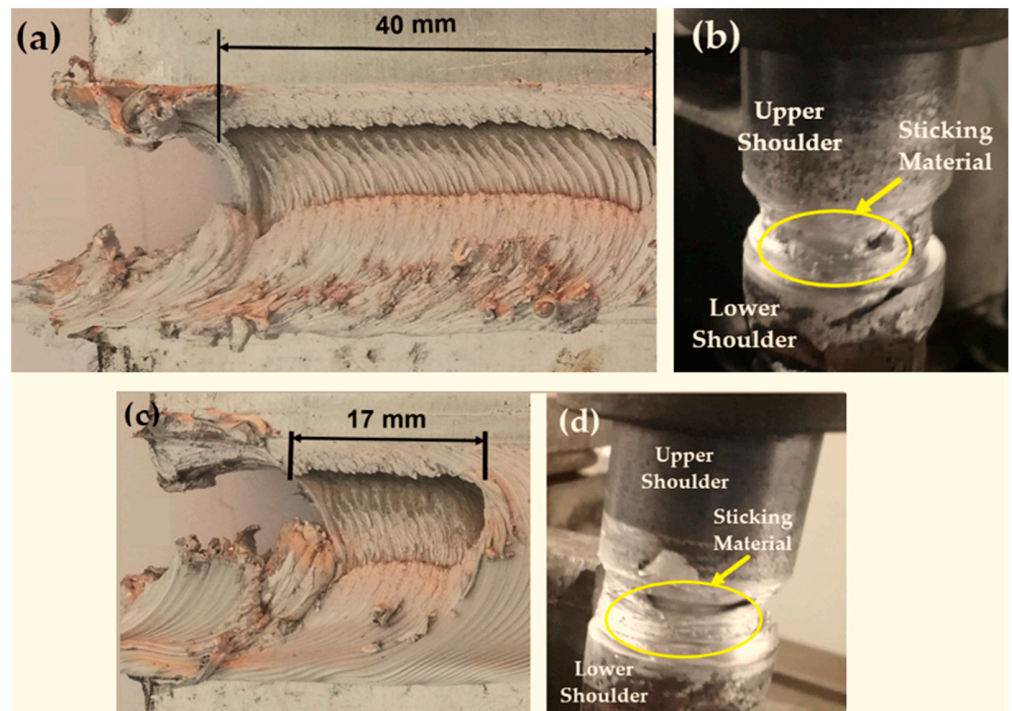 (a)
40 mm
(b)
Upper
Shoulder
Sticking
Material
Lower
Shoulder
(c)
17 mm
(d)
Upper
Shoulder
Sticking
Material
Lower
Shoulder